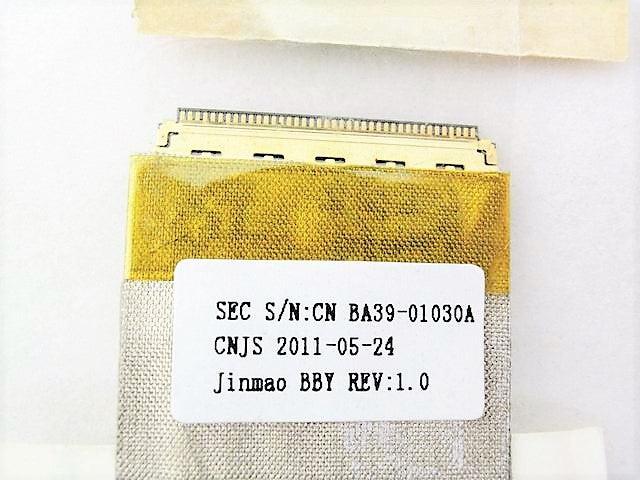 SEC S/N:CN BA39-01030A
CNJS 2011-05-24
Jinmao BBY REV:1.0